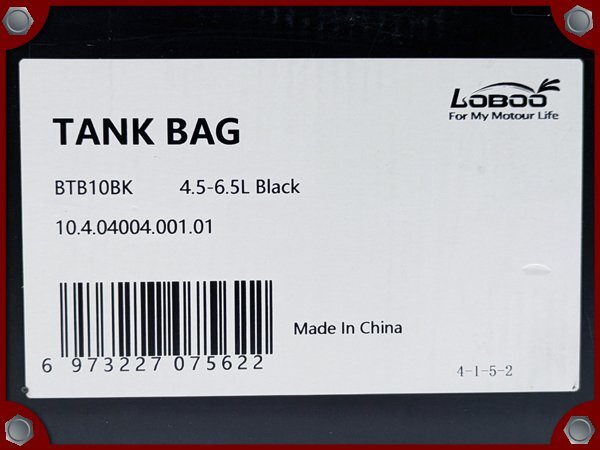 LOBOO
For My Motour Life
TANK BAG
BTB10BK 4.5-6.5L Black
10.4.04004.001.01
Made In China
6 973227 075622
4-1-5-2